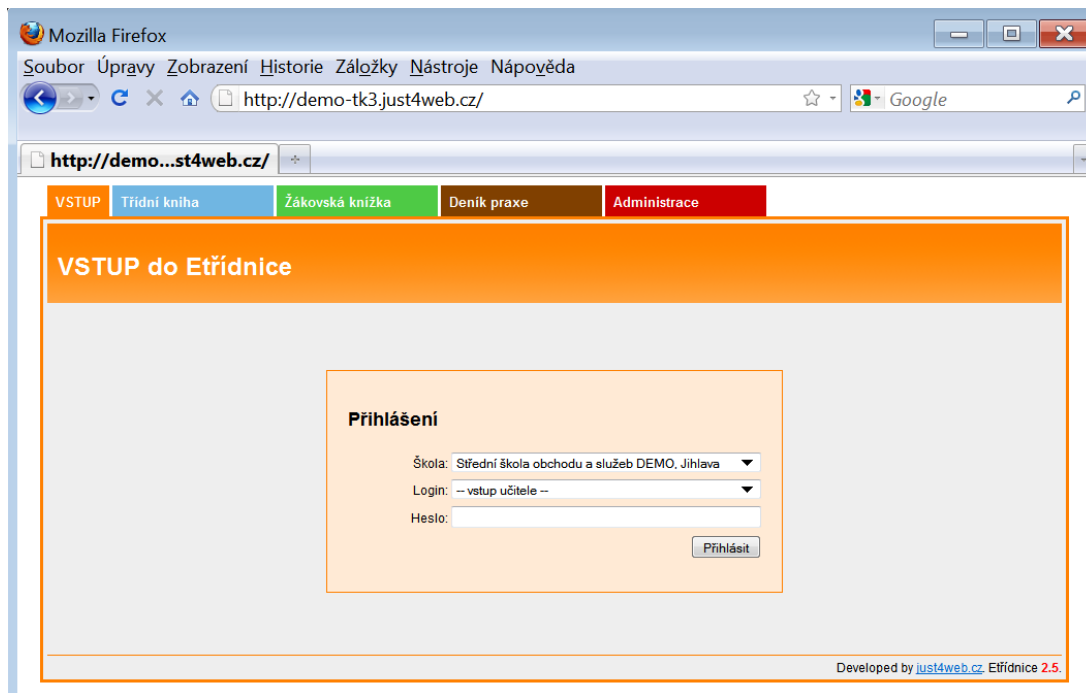 Mozilla Firefox
Soubor Úpravy Zobrazení Historie Záložky Nástroje Nápověda
http://demo-tk3.just4web.cz/ Google
http://demo...st4web.cz/
VSTUP Třídní kniha Žákovská knížka Deník praxe Administrace
VSTUP do Etřídnice
Přihlášení
Škola: Střední škola obchodu a služeb DEMO, Jihlava
Login: -- vstup učitele --
Heslo:
Přihlásit
Developed by just4web.cz. Etřídnice 2.5.